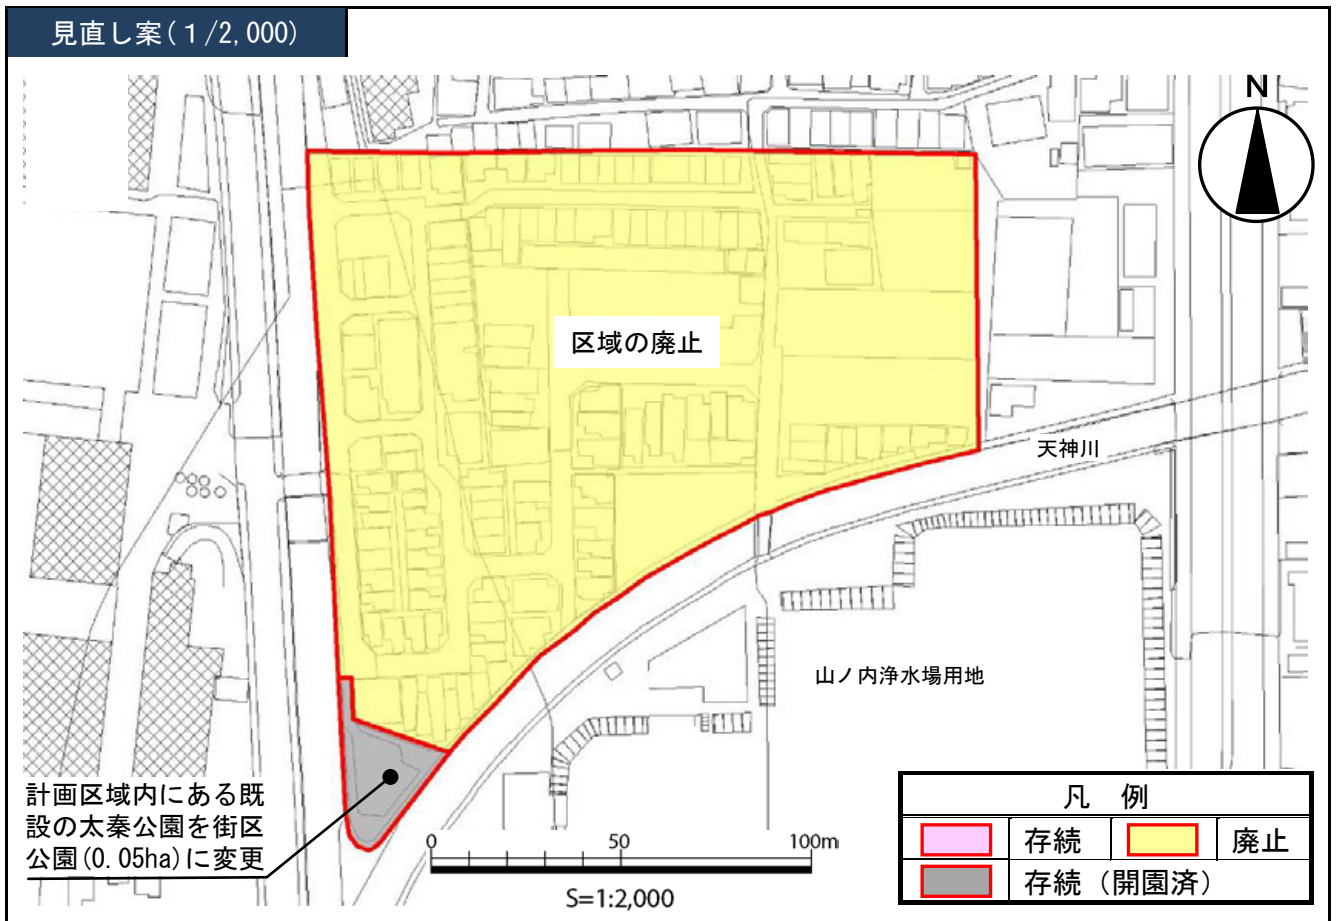 見直し案(1/2,000)
N
区域の廃止
天神川
山ノ内浄水場用地
計画区域内にある既
設の太秦公園を街区
公園(0.05ha)に変更
0 50 100m
S=1:2,000
凡 例
存続 廃止
存続（開園済）